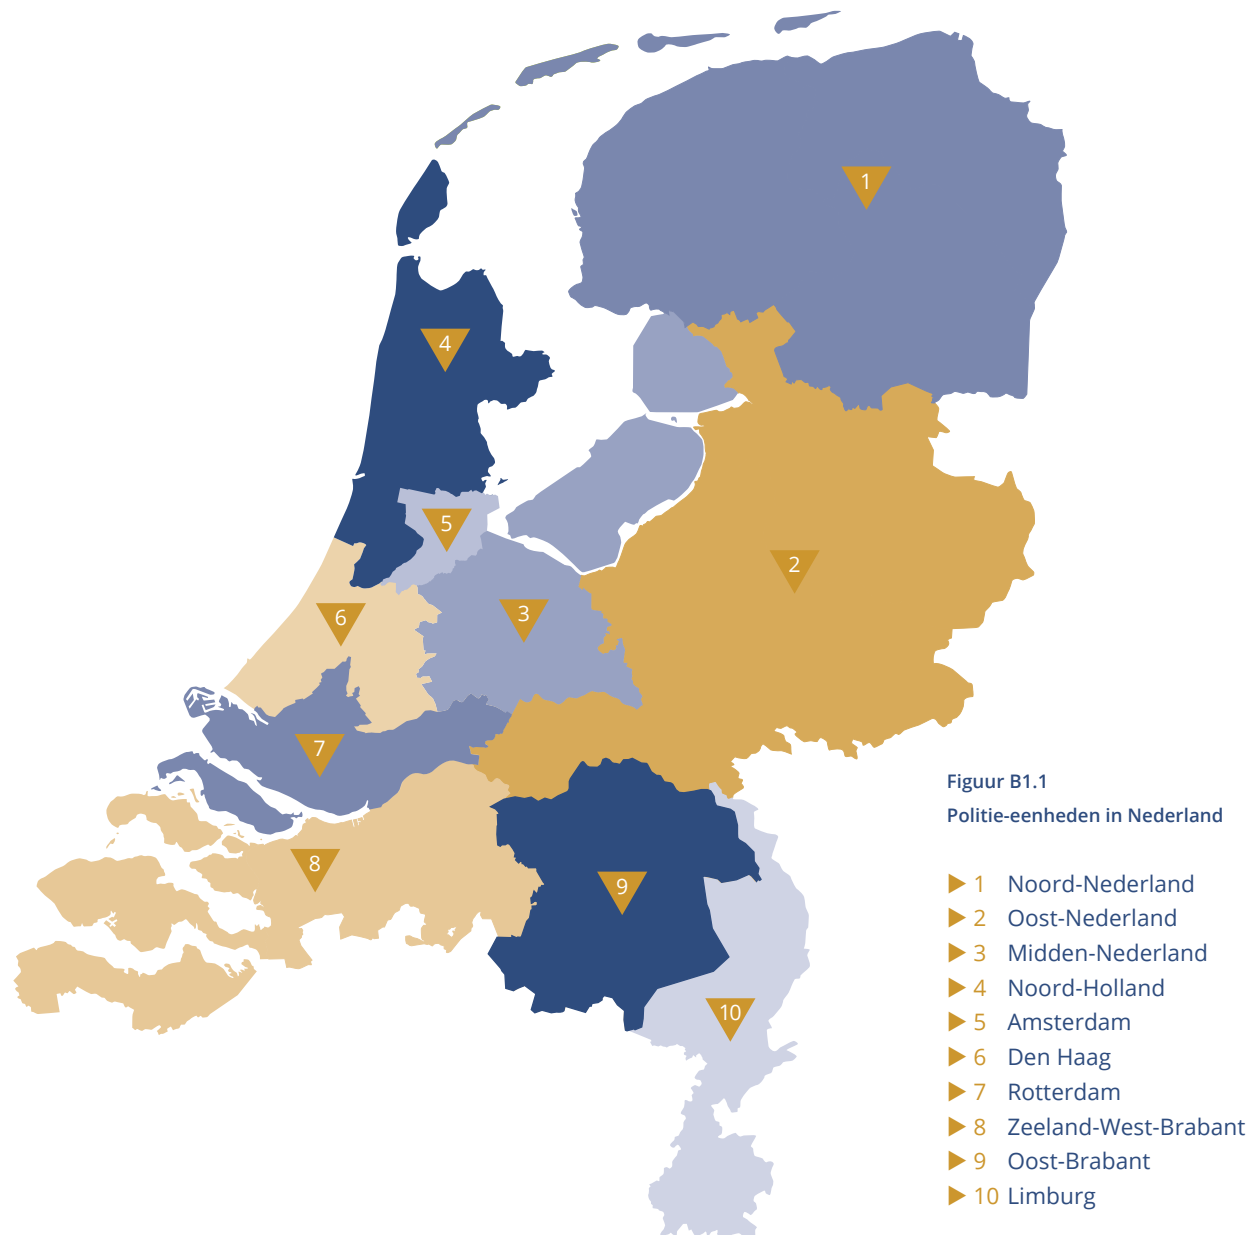 1
4
5
2
3
6
7
8
9
10
Figuur B1.1
Politie-eenheden in Nederland
1 Noord-Nederland
2 Oost-Nederland
3 Midden-Nederland
4 Noord-Holland
5 Amsterdam
6 Den Haag
7 Rotterdam
8 Zeeland-West-Brabant
9 Oost-Brabant
10 Limburg